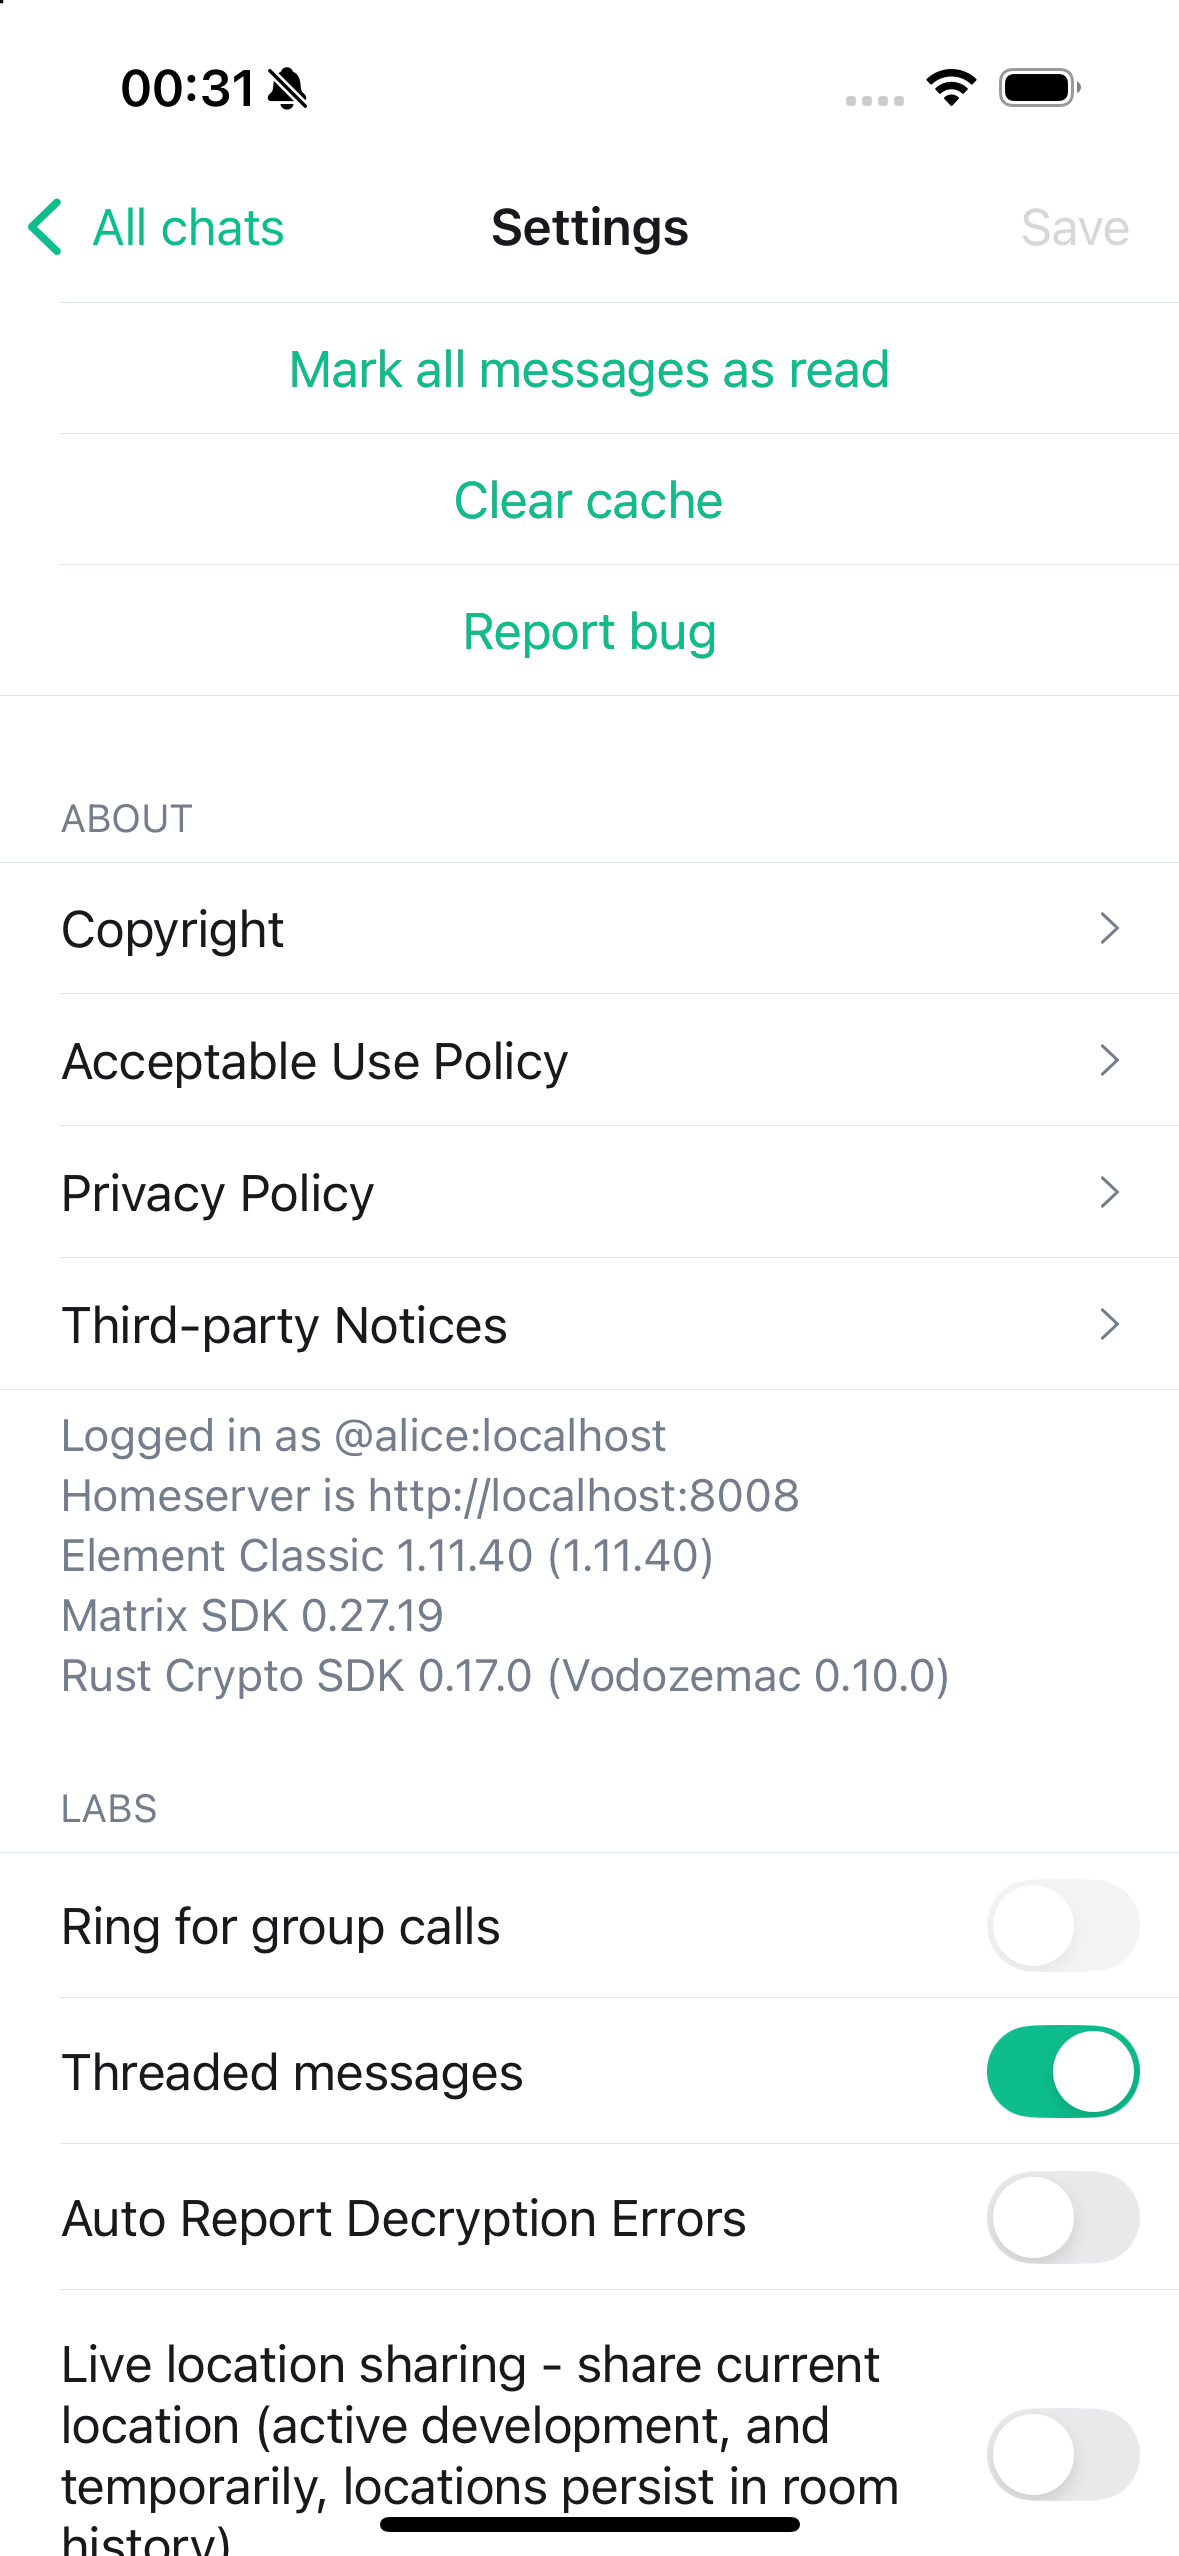 00:31
All chats
Settings
Save
Mark all messages as read
Clear cache
Report bug
ABOUT
Copyright
Acceptable Use Policy
Privacy Policy
Third-party Notices
Logged in as @alice:localhost
Homeserver is http://localhost:8008
Element Classic 1.11.40 (1.11.40)
Matrix SDK 0.27.19
Rust Crypto SDK 0.17.0 (Vodozemac 0.10.0)
LABS
Ring for group calls
Threaded messages
Auto Report Decryption Errors
Live location sharing - share current
location (active development, and
temporarily, locations persist in room
history)